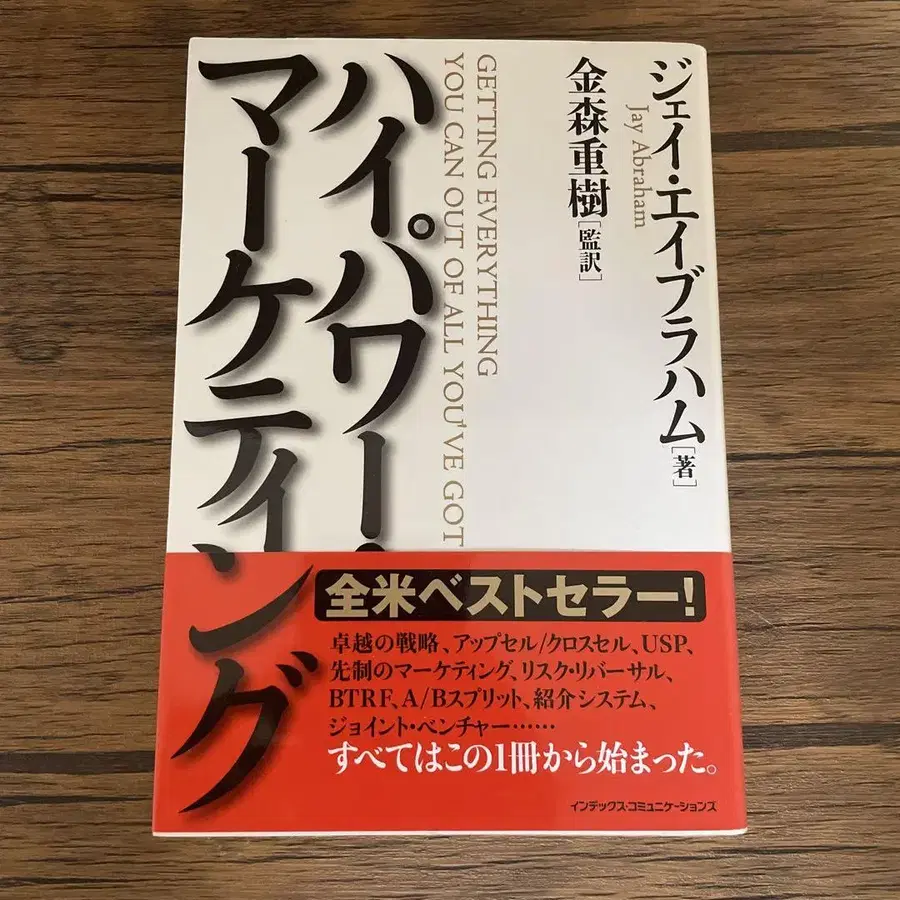 ジェイ・エイブラハム[著]
Jay Abraham
金森重樹[監訳]
GETTING EVERYTHING
YOU CAN OUT OF ALL YOU'VE GOT
ハイパワー・
マーケティング
全米ベストセラー!
卓越の戦略、アップセル/クロスセル、USP、
先制のマーケティング、リスク・リバーサル、
BTRF、A/Bスプリット、紹介システム、
ジョイント・ベンチャー……
すべてはこの1冊から始まった。
インデックス・コミュニケーションズ